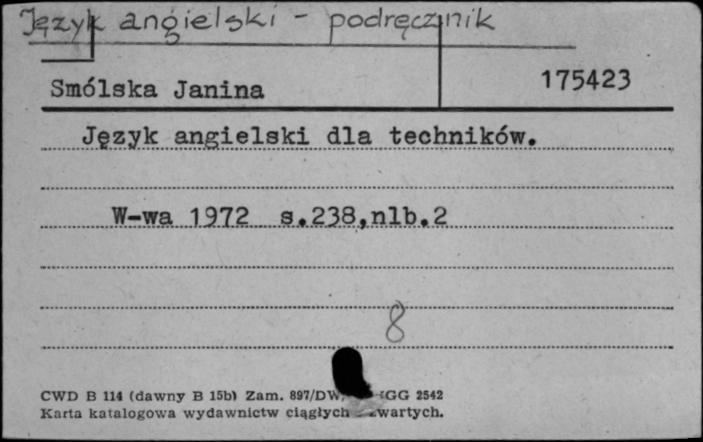 Język angielski - podręcznik
Smólska Janina
175423
Język angielski dla techników.
W-wa 1972 s.238,nlb.2
8
CWD B 114 (dawny B 15b) Zam. 897/DW/ GG 2542
Karta katalogowa wydawnictw ciągłych wartych.